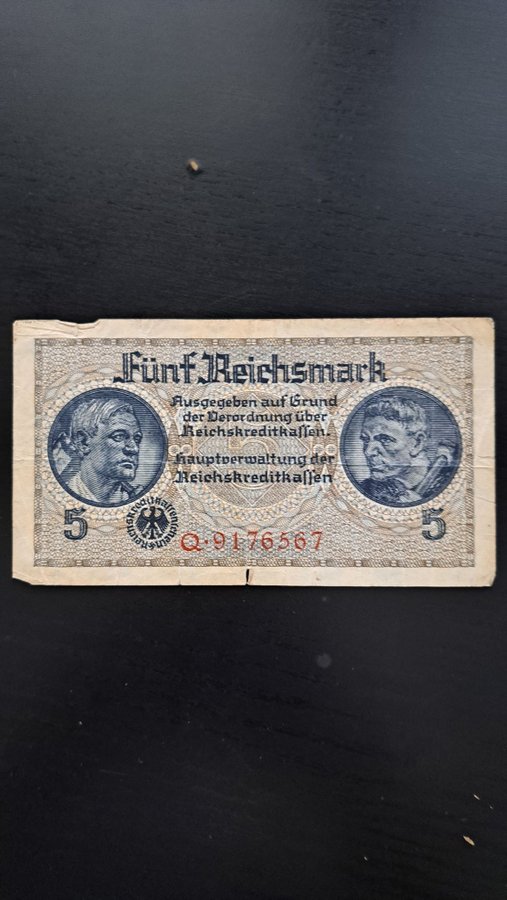 Fünf Reichsmark
Ausgegeben auf Grund
der Verordnung über
Reichskreditkassen.
Hauptverwaltung der
Reichskreditkassen
5
5
Q·9176567